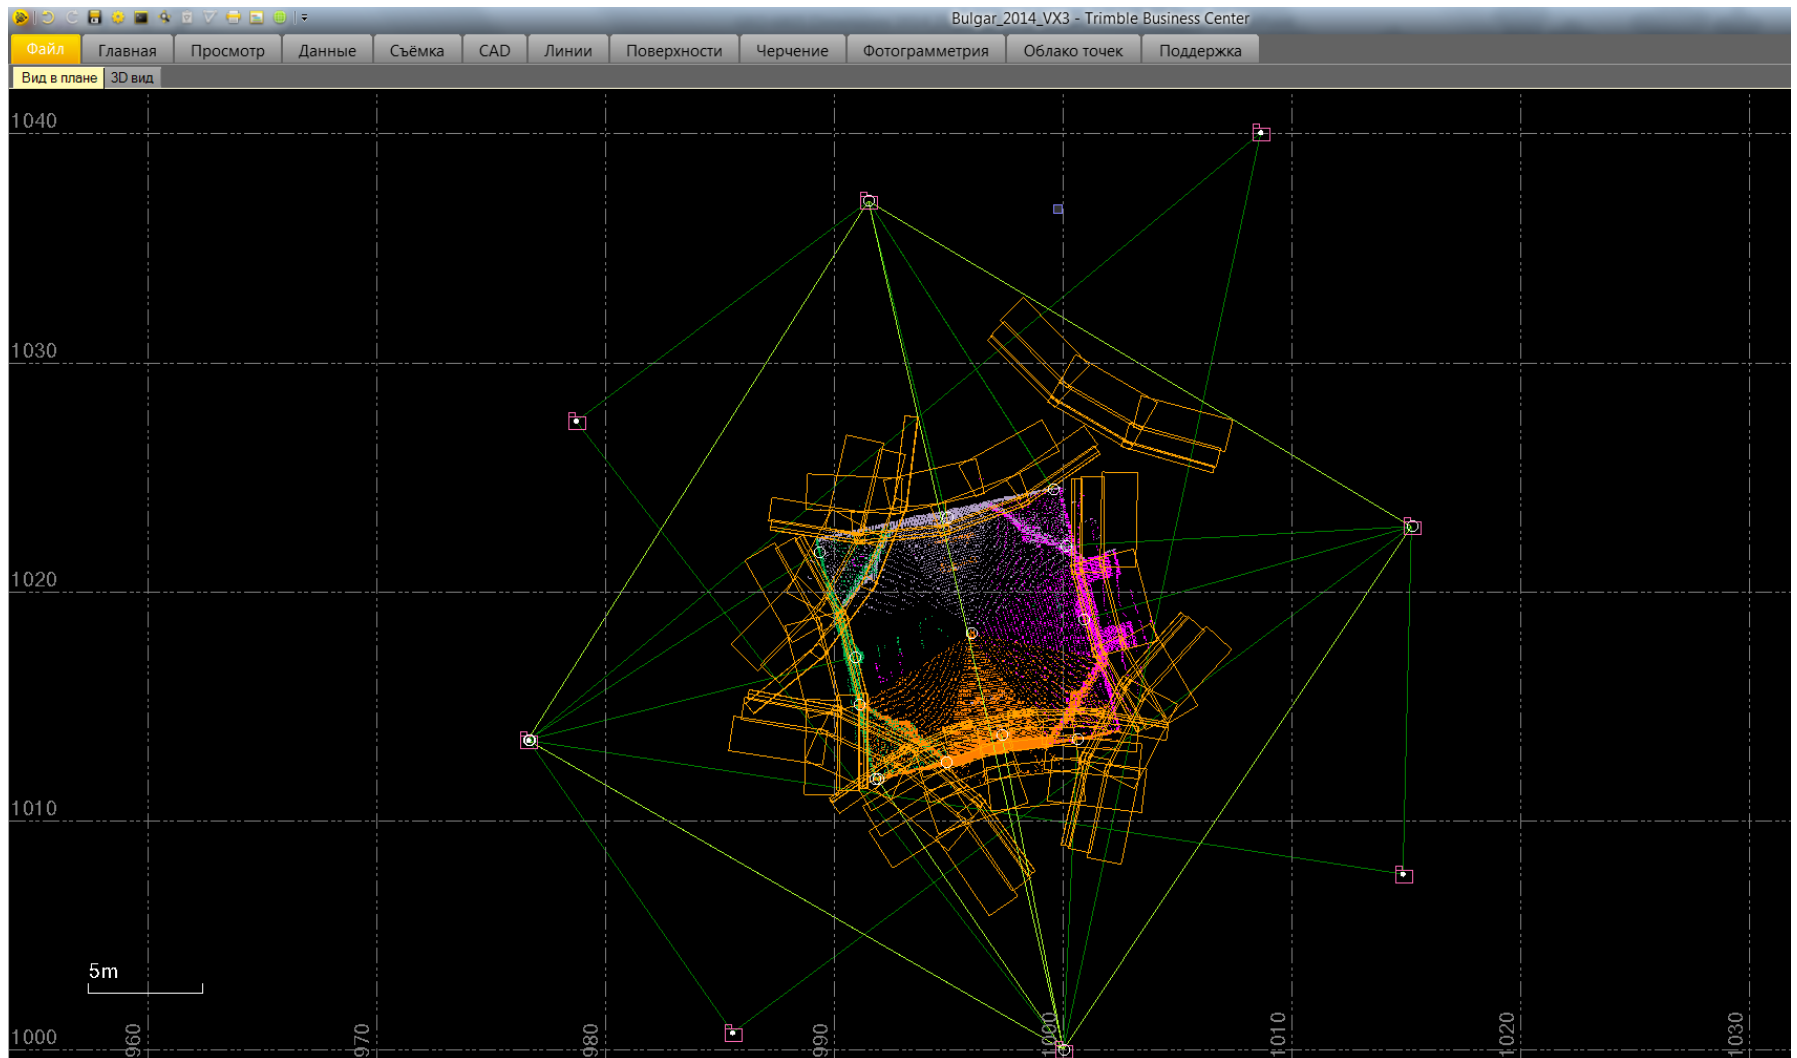 Bulgar_2014_VX3 - Trimble Business Center
Файл Главная Просмотр Данные Съёмка CAD Линии Поверхности Черчение Фотограмметрия Облако точек Поддержка
Вид в плане 3D вид
1040
1030
1020
1010
5m
1000
960 970 980 990 1000 1010 1020 1030